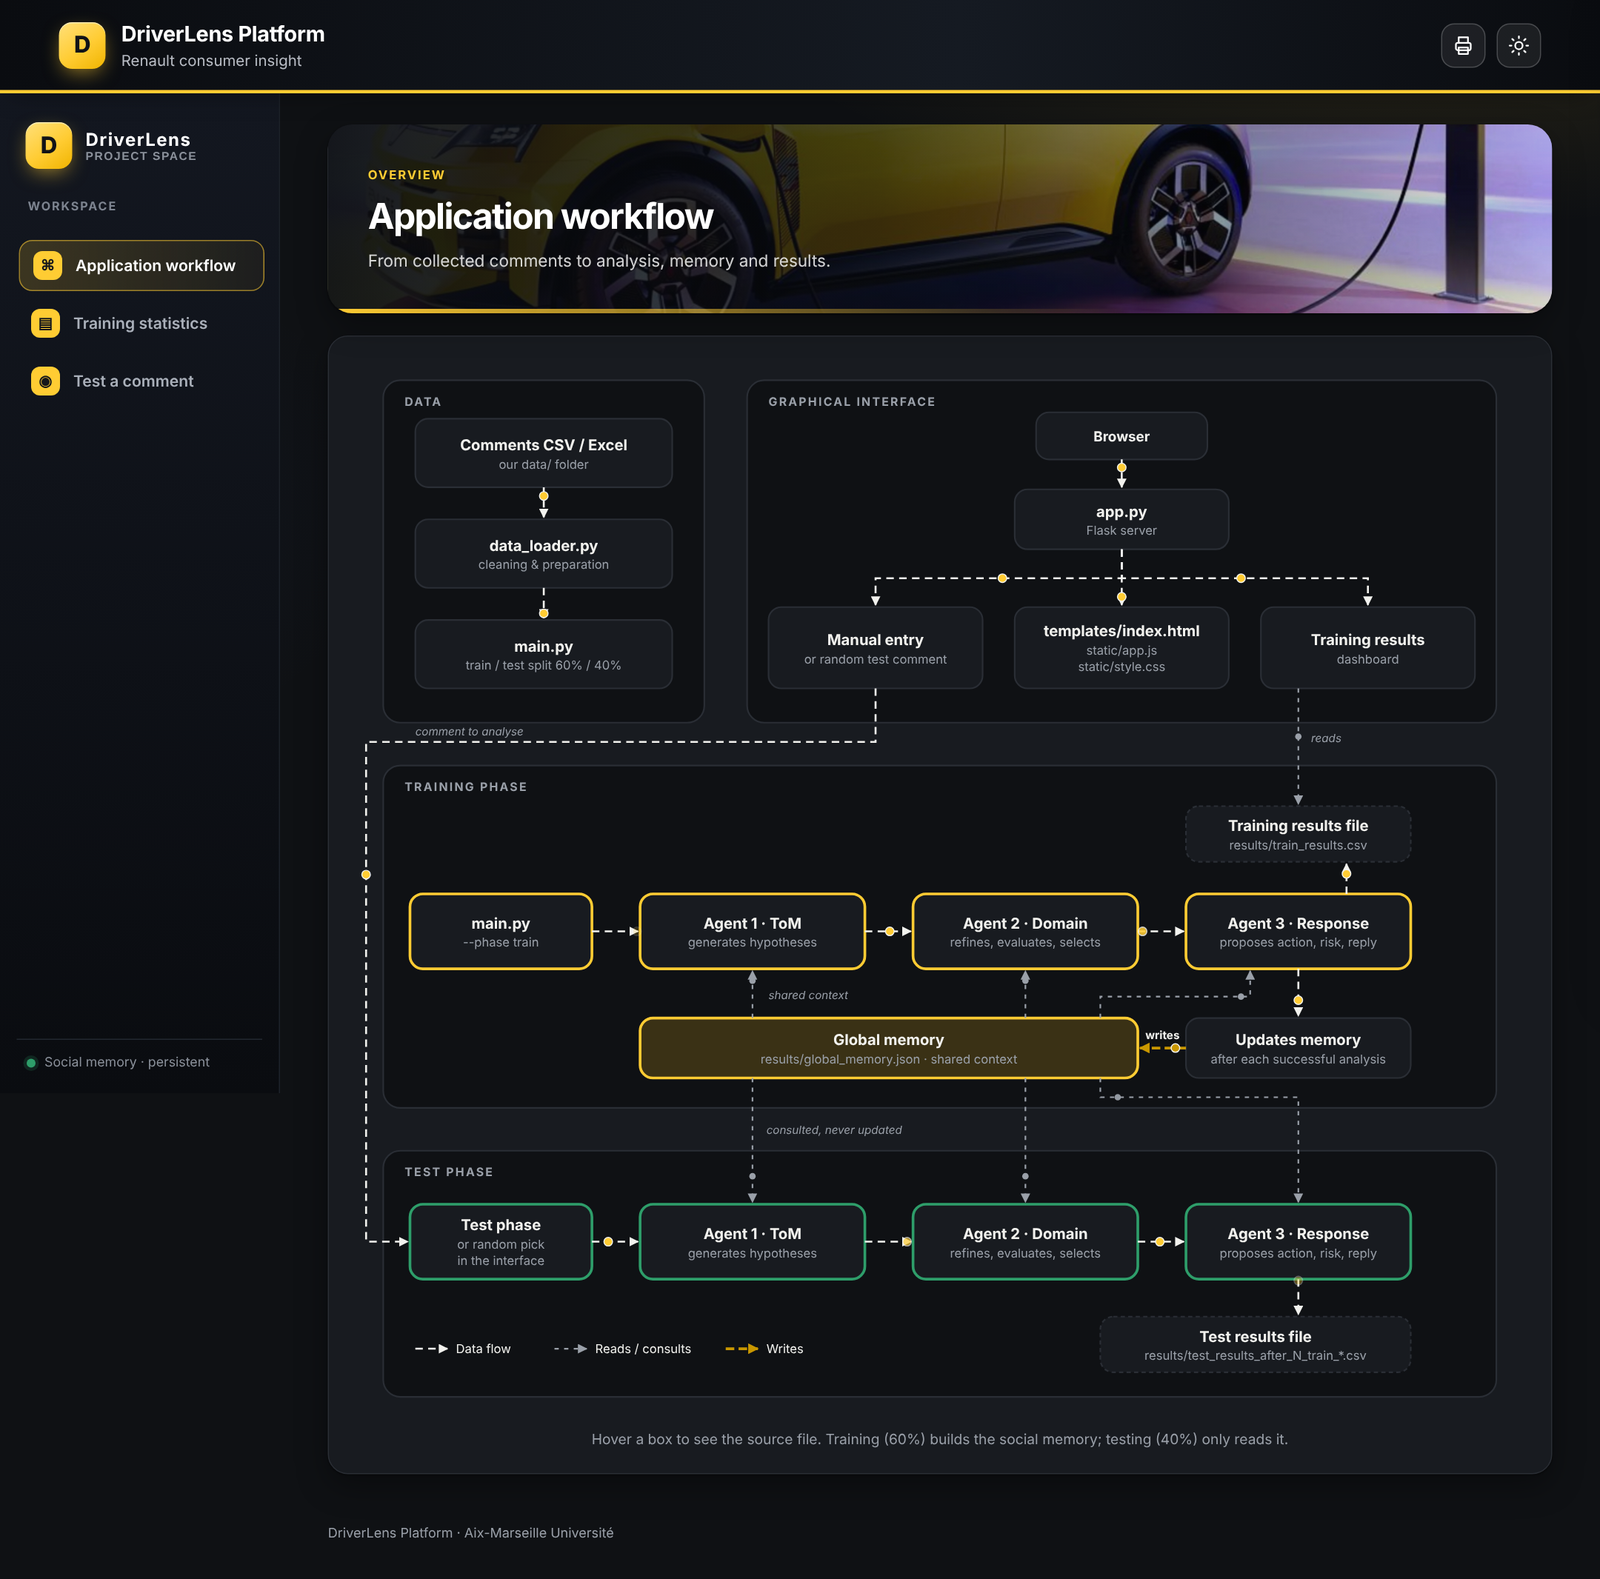 D
DriverLens Platform
Renault consumer insight
D
DriverLens
PROJECT SPACE
WORKSPACE
⌘ Application workflow
Training statistics
Test a comment
Social memory · persistent
OVERVIEW
Application workflow
From collected comments to analysis, memory and results.
DATA
Comments CSV / Excel
our data/ folder
data_loader.py
cleaning & preparation
main.py
train / test split 60% / 40%
GRAPHICAL INTERFACE
Browser
app.py
Flask server
Manual entry
or random test comment
templates/index.html
static/app.js
static/style.css
Training results
dashboard
comment to analyse
reads
TRAINING PHASE
Training results file
results/train_results.csv
main.py
--phase train
Agent 1 · ToM
generates hypotheses
Agent 2 · Domain
refines, evaluates, selects
Agent 3 · Response
proposes action, risk, reply
shared context
Global memory
results/global_memory.json · shared context
writes
Updates memory
after each successful analysis
consulted, never updated
TEST PHASE
Test phase
or random pick
in the interface
Agent 1 · ToM
generates hypotheses
Agent 2 · Domain
refines, evaluates, selects
Agent 3 · Response
proposes action, risk, reply
Test results file
results/test_results_after_N_train_*.csv
Data flow
Reads / consults
Writes
Hover a box to see the source file. Training (60%) builds the social memory; testing (40%) only reads it.
DriverLens Platform · Aix-Marseille Université